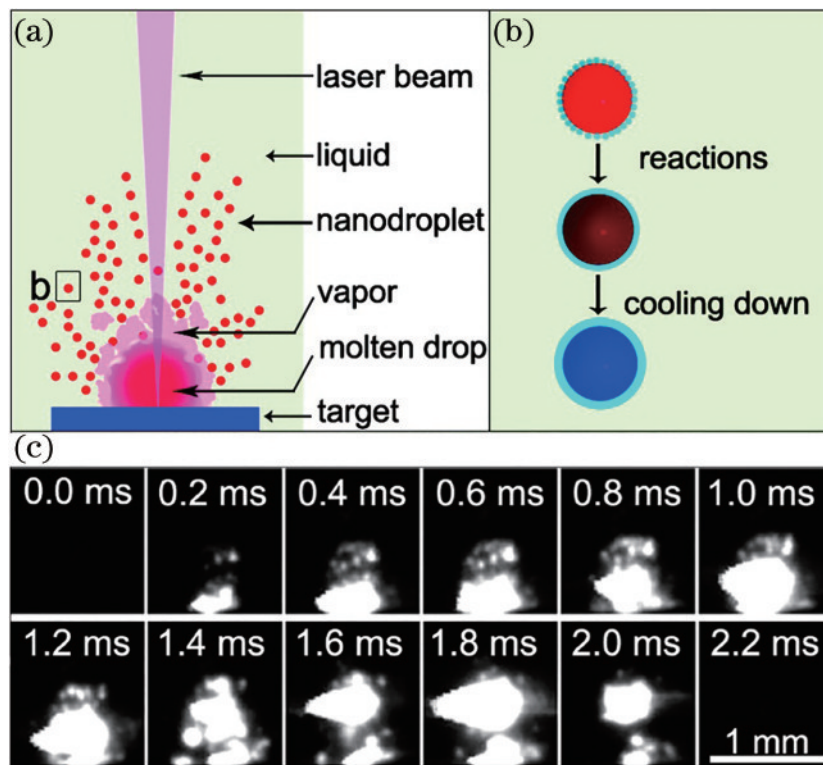 (a)
laser beam
liquid
nanodroplet
b
vapor
molten drop
target
(b)
reactions
cooling down
(c)
0.0 ms 0.2 ms 0.4 ms 0.6 ms 0.8 ms 1.0 ms
1.2 ms 1.4 ms 1.6 ms 1.8 ms 2.0 ms 2.2 ms
1 mm